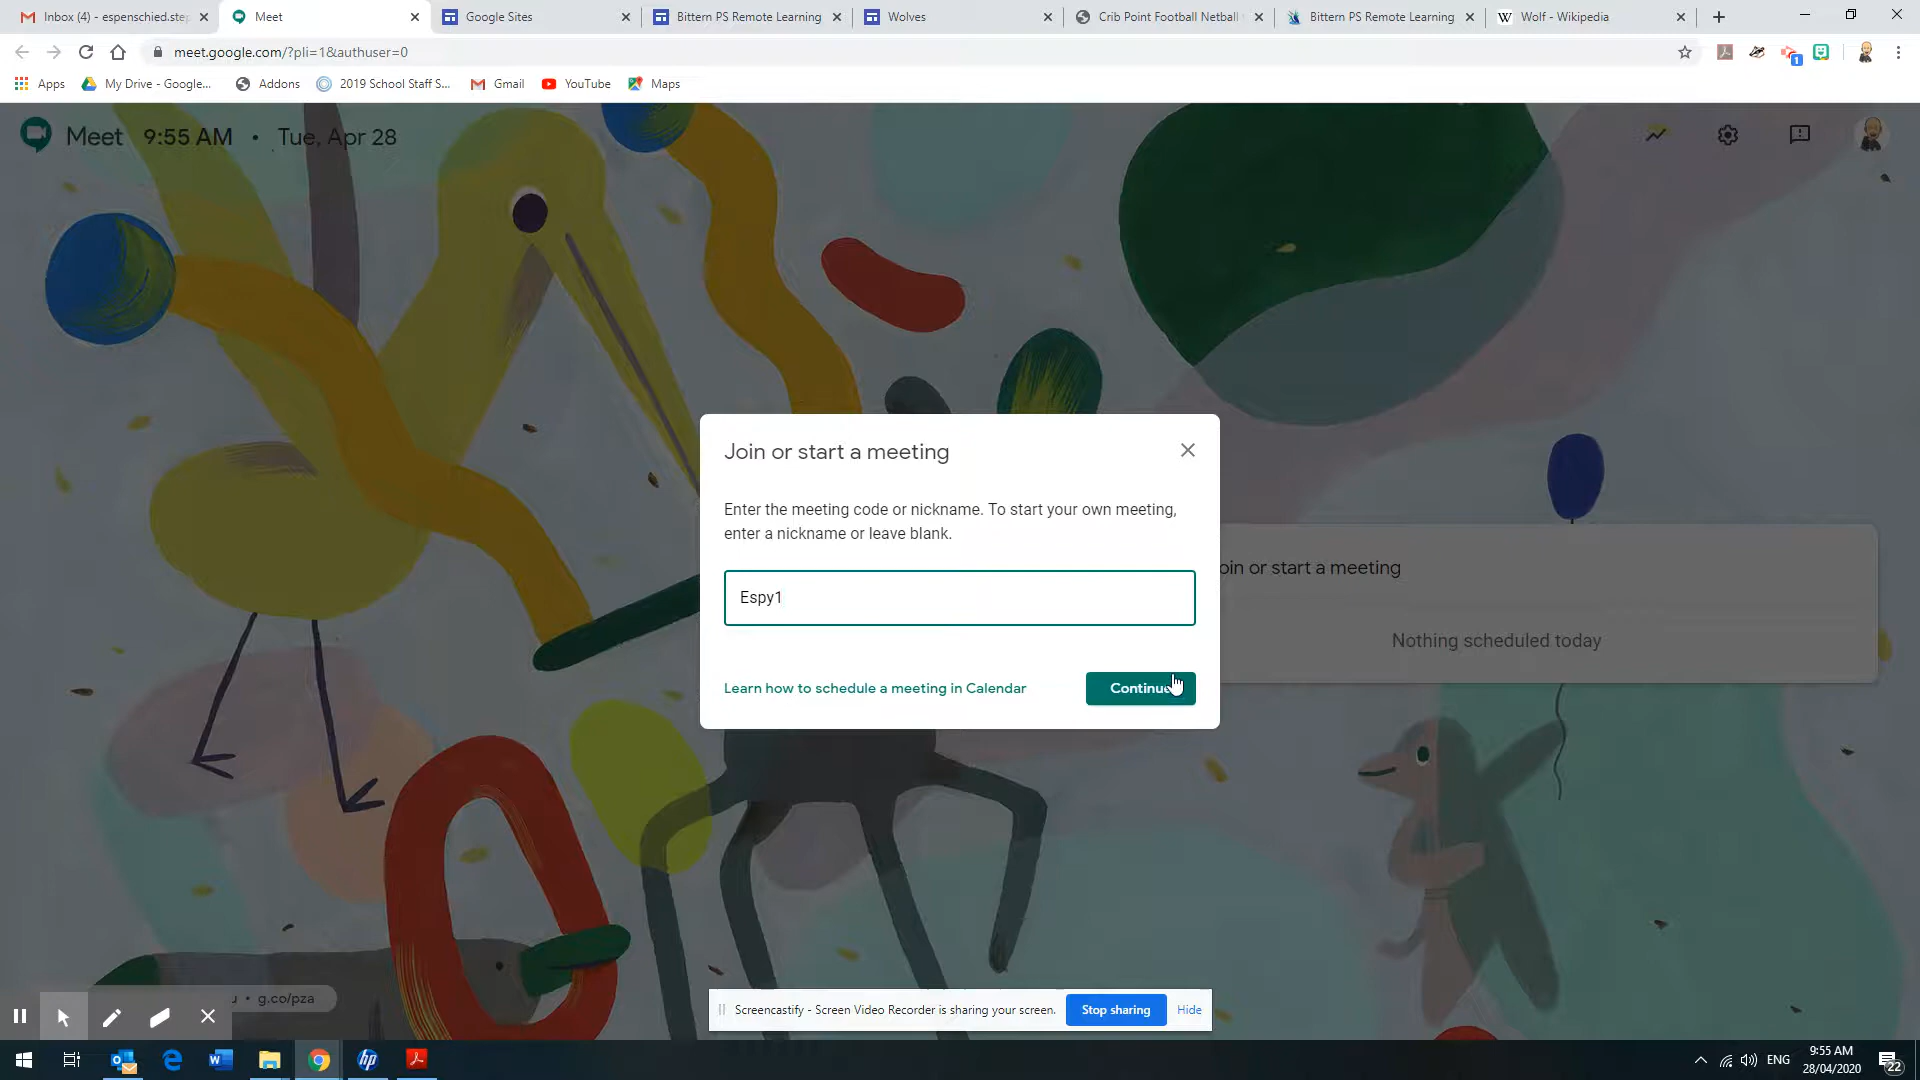 Inbox (4) - espenschied.step
Meet
Google Sites
Bittern PS Remote Learning
Wolves
Crib Point Football Netball
Bittern PS Remote Learning
Wolf - Wikipedia
meet.google.com/?pli=1&authuser=0
1
Apps
My Drive - Google...
Addons
2019 School Staff S...
Gmail
YouTube
Maps
Meet 9:55 AM • Tue, Apr 28
Join or start a meeting
Enter the meeting code or nickname. To start your own meeting,
enter a nickname or leave blank.
Espy1
Learn how to schedule a meeting in Calendar
Continue
oin or start a meeting
Nothing scheduled today
• g.co/pza
Screencastify - Screen Video Recorder is sharing your screen.
Stop sharing
Hide
ENG
9:55 AM
28/04/2020
22